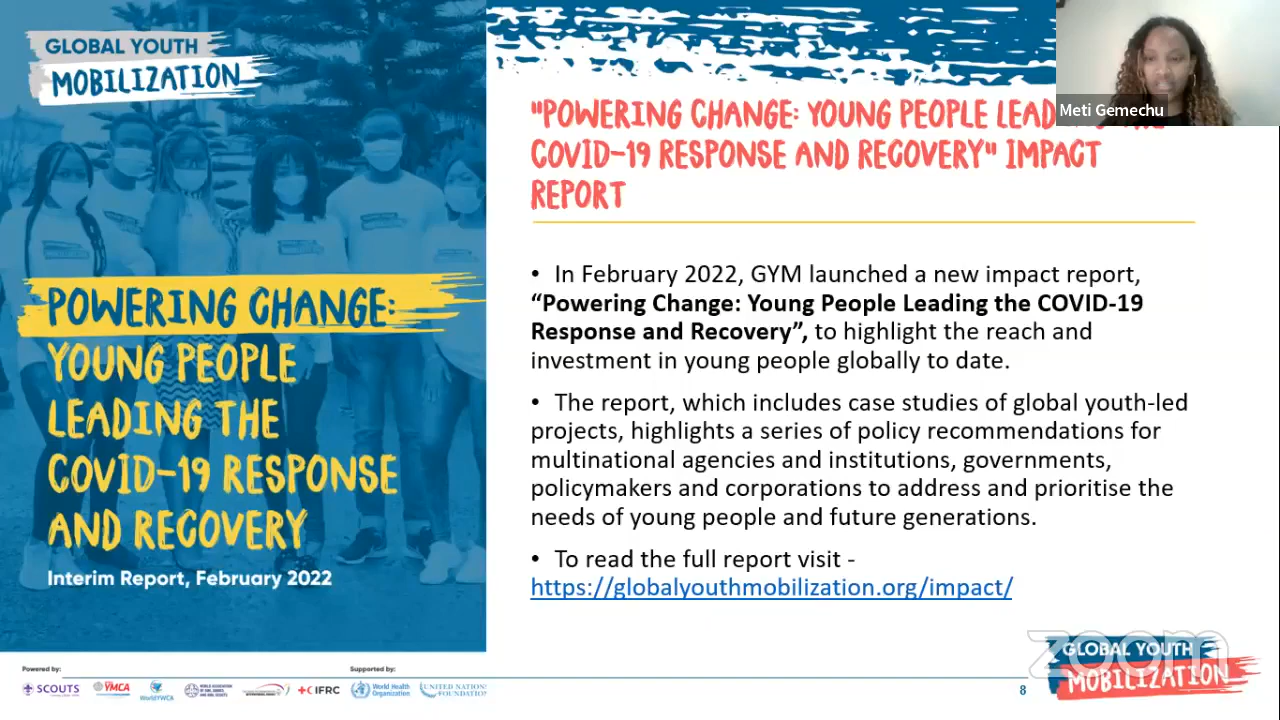 GLOBAL YOUTH
MOBILIZATION
POWERING CHANGE:
YOUNG PEOPLE
LEADING THE
COVID-19 RESPONSE
AND RECOVERY
Interim Report, February 2022
Meti Gemechu
"POWERING CHANGE: YOUNG PEOPLE
COVID-19 RESPONSE AND RECOVERY" IMPACT
REPORT
• In February 2022, GYM launched a new impact report,
“Powering Change: Young People Leading the COVID-19
Response and Recovery”, to highlight the reach and
investment in young people globally to date.
• The report, which includes case studies of global youth-led
projects, highlights a series of policy recommendations for
multinational agencies and institutions, governments,
policymakers and corporations to address and prioritise the
needs of young people and future generations.
• To read the full report visit -
https://globalyouthmobilization.org/impact/
Powered by:
Supported by:
SCOUTS
YMCA
World YWCA
IFRC
World Health
Organization
UNITED NATIONS
FOUNDATION
8
zoom
GLOBAL YOUTH
MOBILIZATION